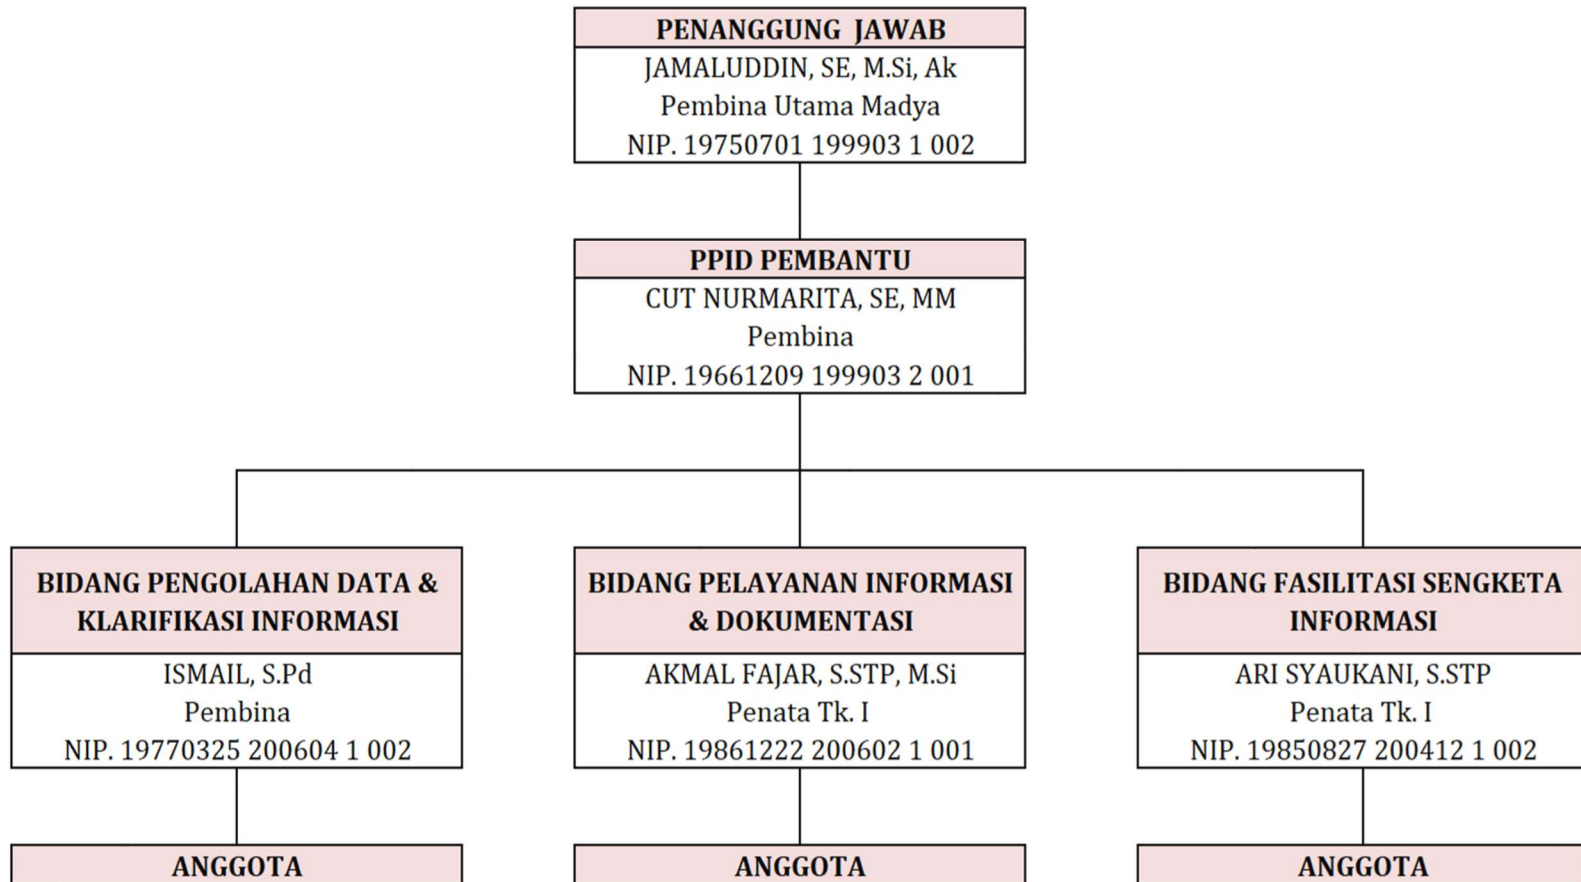 PENANGGUNG JAWAB
JAMALUDDIN, SE, M.Si, Ak
Pembina Utama Madya
NIP. 19750701 199903 1 002
PPID PEMBANTU
CUT NURMARITA, SE, MM
Pembina
NIP. 19661209 199903 2 001
BIDANG PENGOLAHAN DATA &
KLARIFIKASI INFORMASI
ISMAIL, S.Pd
Pembina
NIP. 19770325 200604 1 002
ANGGOTA
BIDANG PELAYANAN INFORMASI
& DOKUMENTASI
AKMAL FAJAR, S.STP, M.Si
Penata Tk. I
NIP. 19861222 200602 1 001
ANGGOTA
BIDANG FASILITASI SENGKETA
INFORMASI
ARI SYAUKANI, S.STP
Penata Tk. I
NIP. 19850827 200412 1 002
ANGGOTA